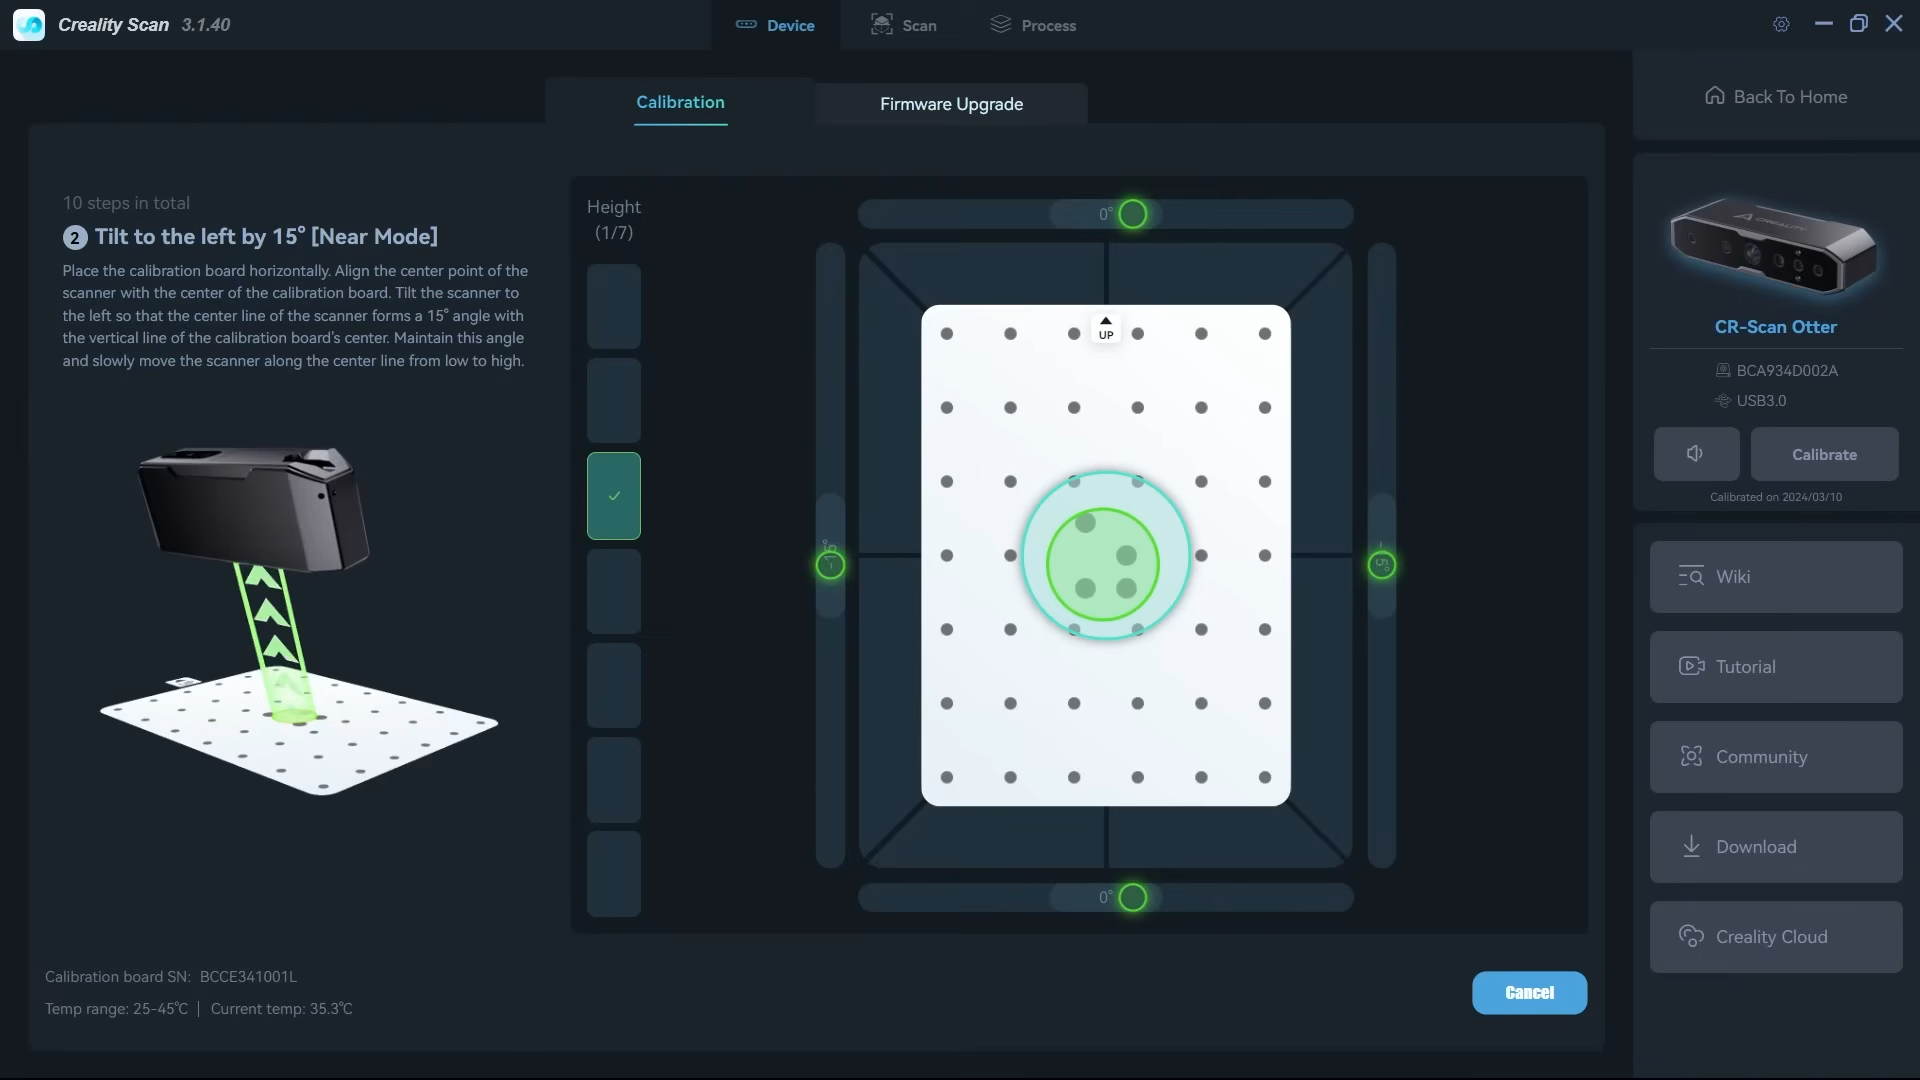 Creality Scan 3.1.40
Device
Scan
Process
Calibration
Firmware Upgrade
Back To Home
10 steps in total
2 Tilt to the left by 15° [Near Mode]
Place the calibration board horizontally. Align the center point of the
scanner with the center of the calibration board. Tilt the scanner to
the left so that the center line of the scanner forms a 15° angle with
the vertical line of the calibration board's center. Maintain this angle
and slowly move the scanner along the center line from low to high.
Height
(1/7)
0°
UP
0°
CREALITY
CR-Scan Otter
BCA934D002A
USB3.0
Calibrate
Calibrated on 2024/03/10
Wiki
Tutorial
Community
Download
Creality Cloud
Calibration board SN: BCCE341001L
Temp range: 25-45℃ | Current temp: 35.3℃
Cancel